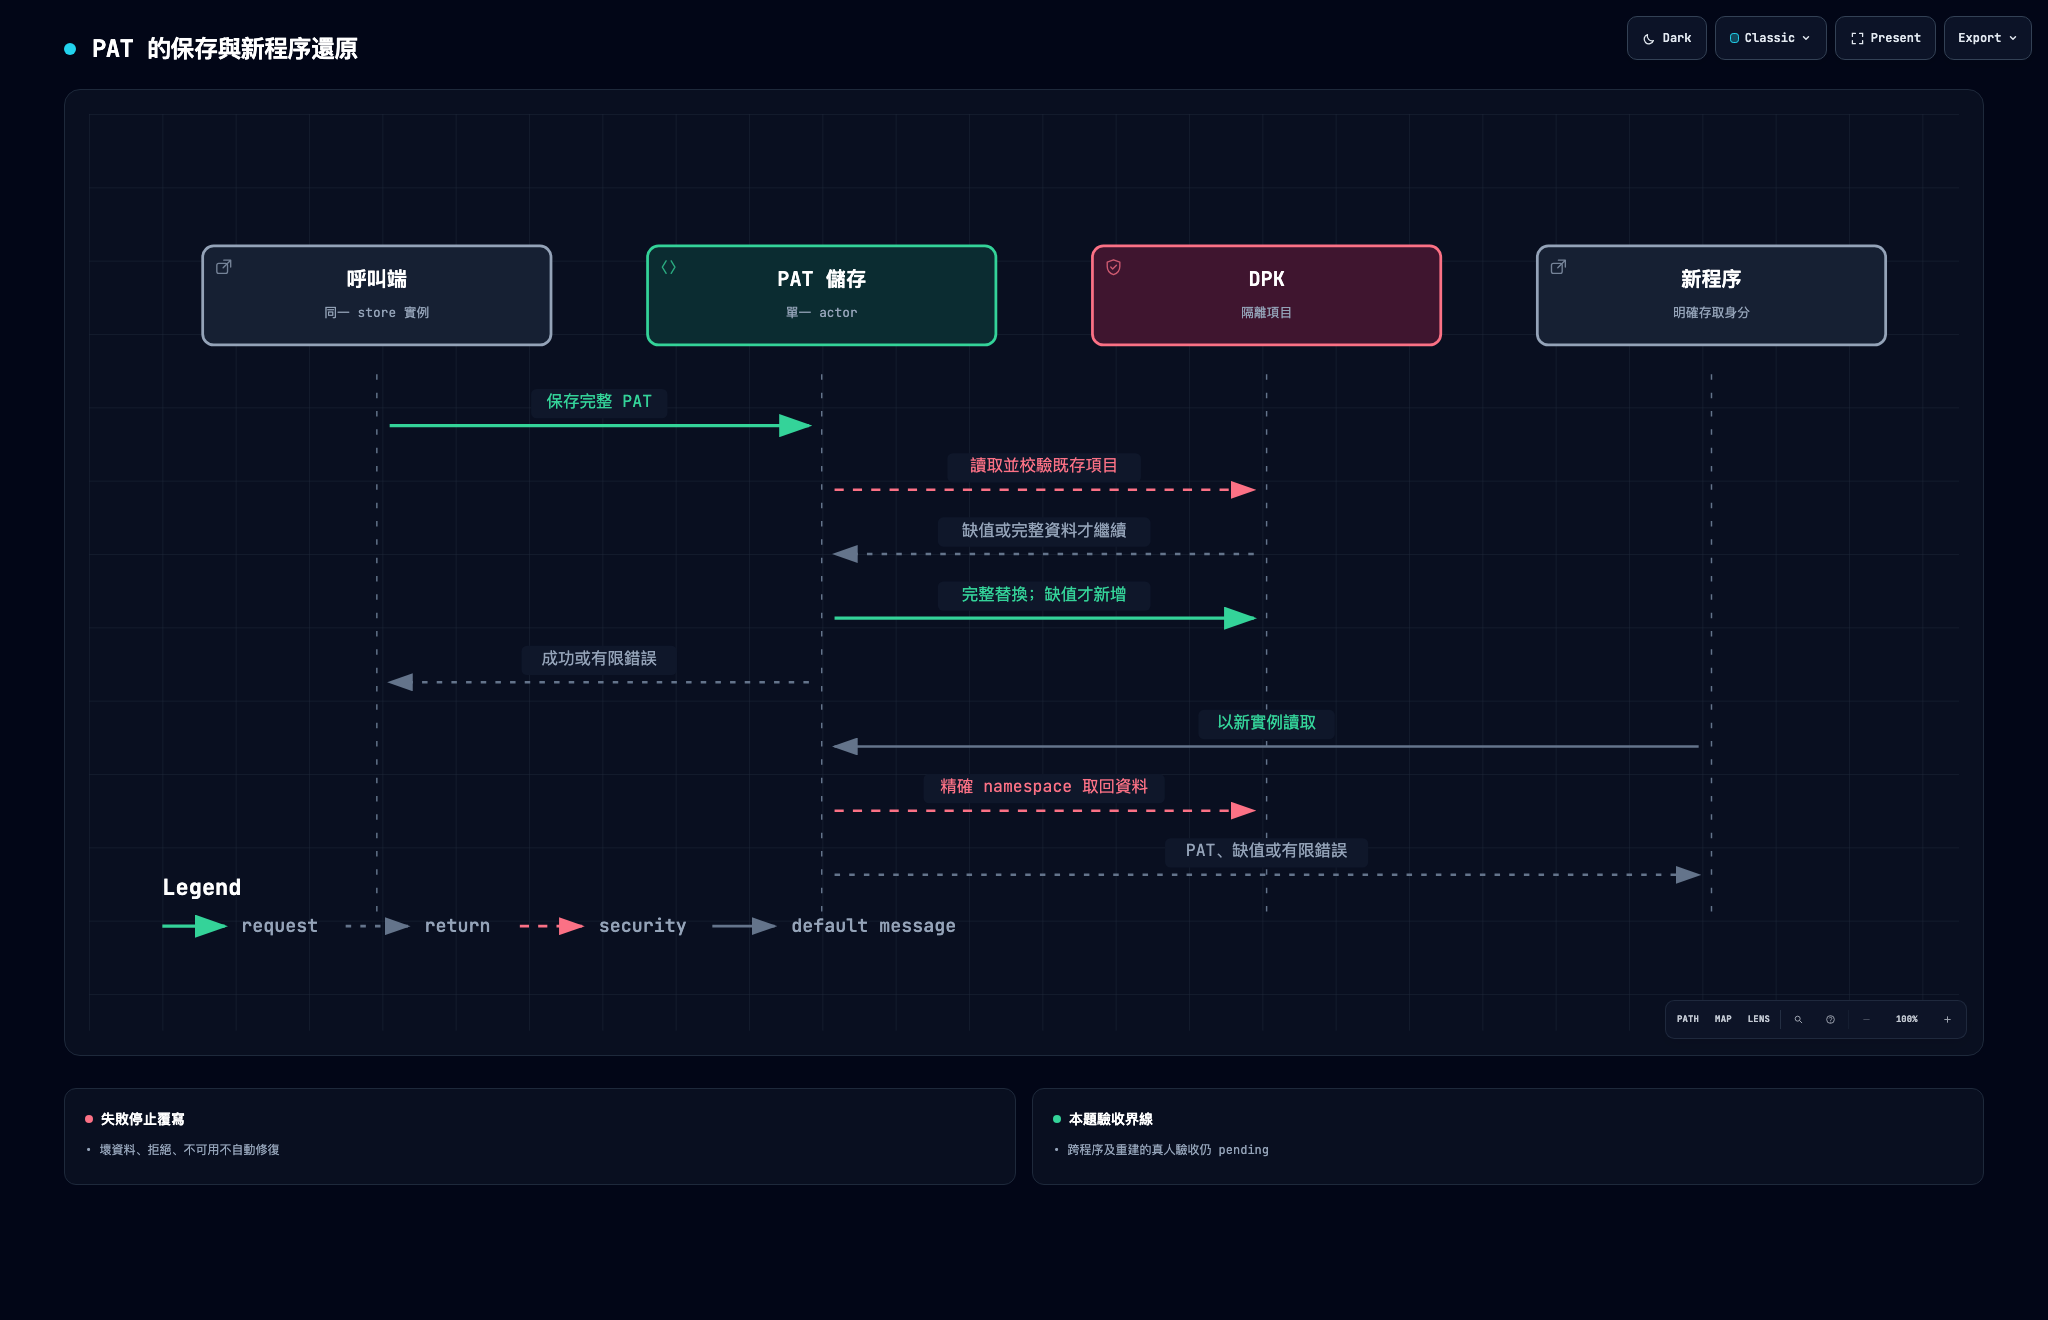 PAT 的保存與新程序還原
Dark
Classic
Present
Export
呼叫端
同一 store 實例
PAT 儲存
單一 actor
DPK
隔離項目
新程序
明確存取身分
保存完整 PAT
讀取並校驗既存項目
缺值或完整資料才繼續
完整替換；缺值才新增
成功或有限錯誤
以新實例讀取
精確 namespace 取回資料
PAT、缺值或有限錯誤
Legend
request
return
security
default message
PATH
MAP
LENS
100%
失敗停止覆寫
• 壞資料、拒絕、不可用不自動修復
本題驗收界線
• 跨程序及重建的真人驗收仍 pending